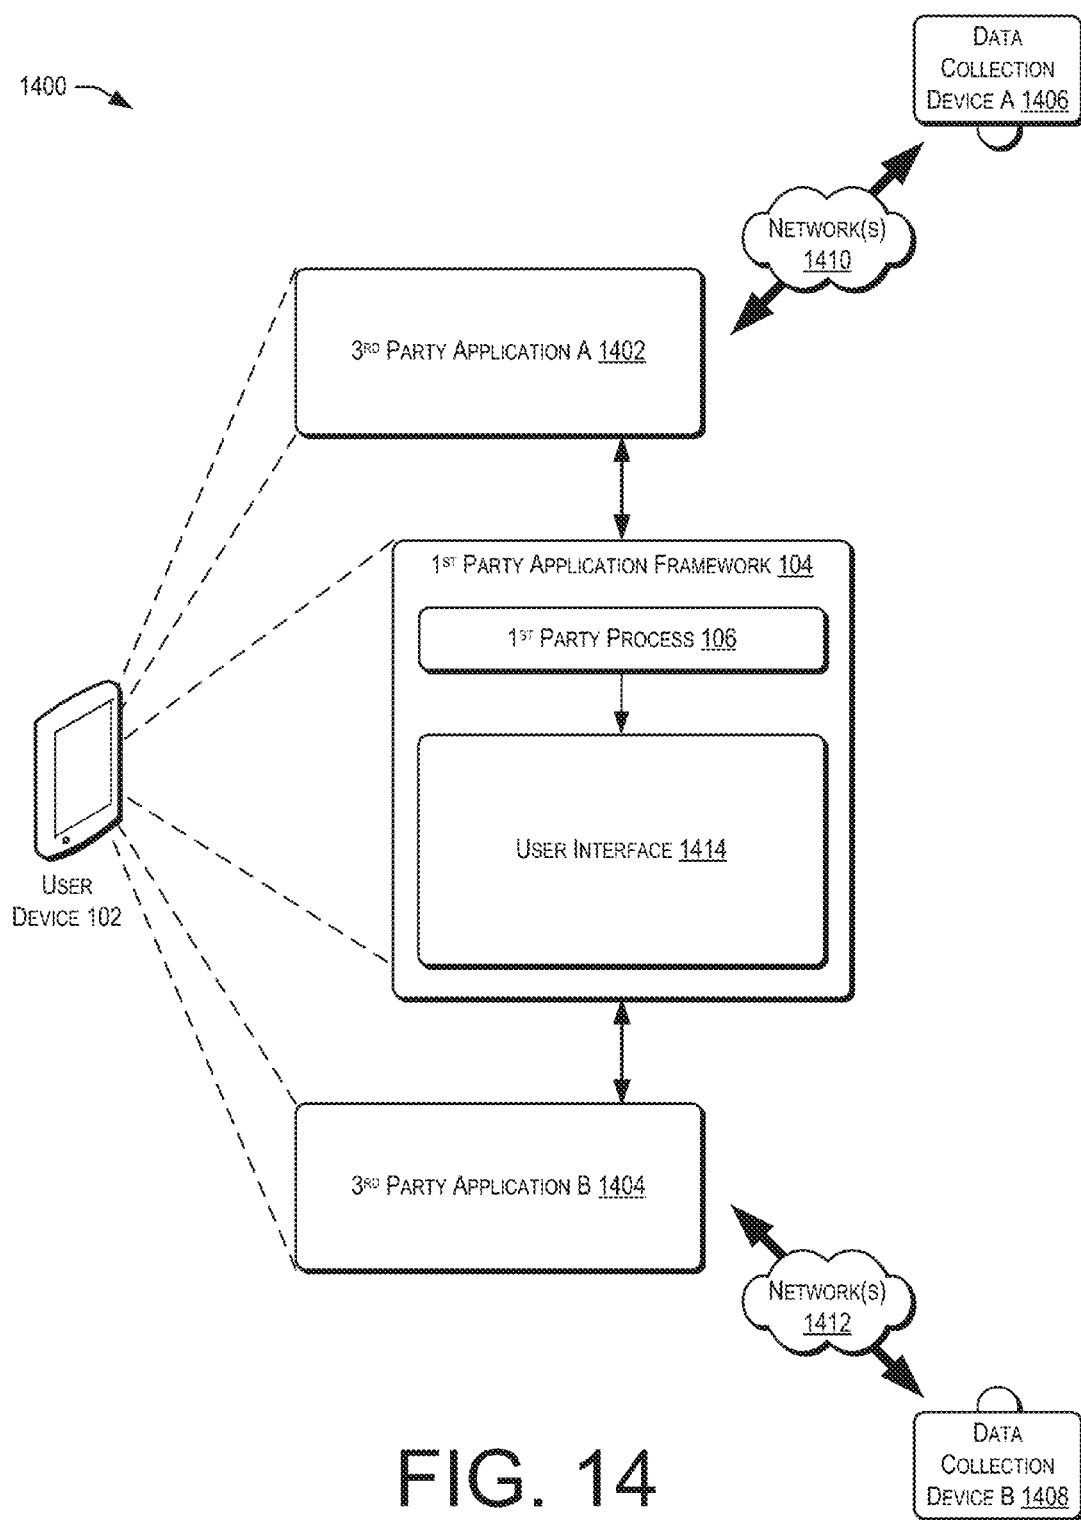 1400
DATA
COLLECTION
DEVICE A 1406
NETWORK(S)
1410
3RD PARTY APPLICATION A 1402
1ST PARTY APPLICATION FRAMEWORK 104
1ST PARTY PROCESS 106
USER INTERFACE 1414
USER
DEVICE 102
3RD PARTY APPLICATION B 1404
NETWORK(S)
1412
DATA
COLLECTION
DEVICE B 1408
FIG. 14